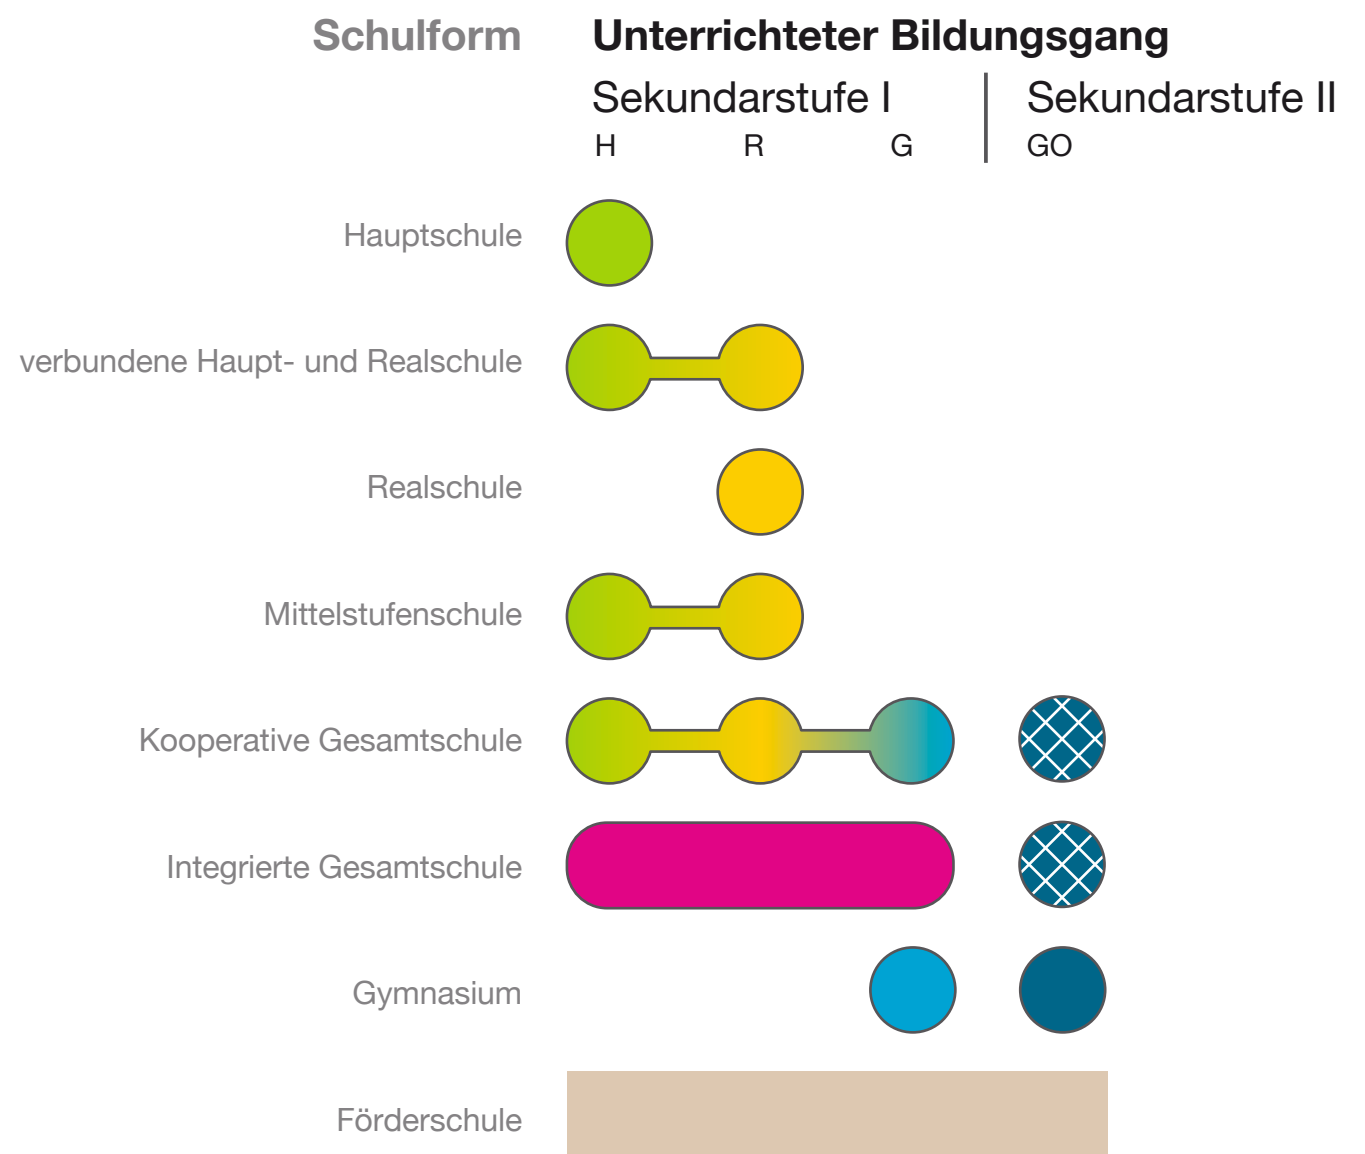 Schulform Unterrichteter Bildungsgang
Sekundarstufe I Sekundarstufe II
H R G GO
Hauptschule
verbundene Haupt- und Realschule
Realschule
Mittelstufenschule
Kooperative Gesamtschule
Integrierte Gesamtschule
Gymnasium
Förderschule